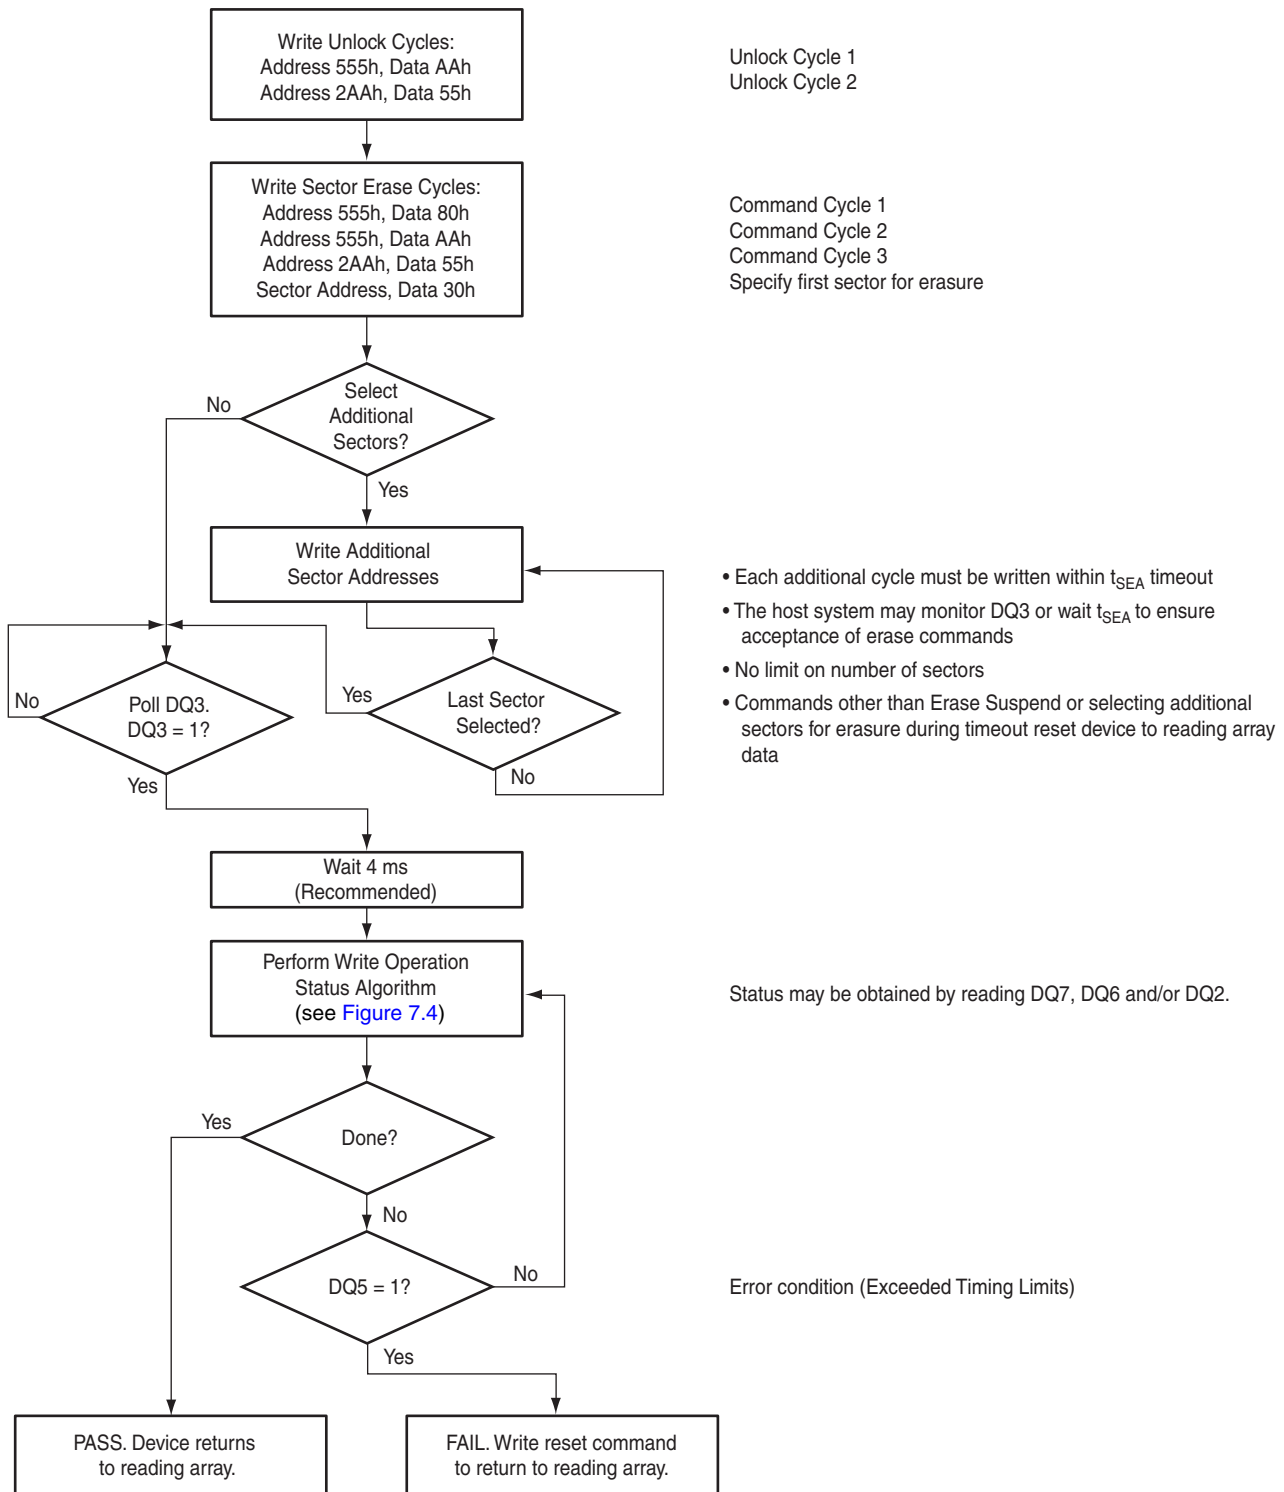 Write Unlock Cycles:
Address 555h, Data AAh
Address 2AAh, Data 55h
Unlock Cycle 1
Unlock Cycle 2
Write Sector Erase Cycles:
Address 555h, Data 80h
Address 555h, Data AAh
Address 2AAh, Data 55h
Sector Address, Data 30h
Command Cycle 1
Command Cycle 2
Command Cycle 3
Specify first sector for erasure
Select
Additional
Sectors?
No
Yes
Write Additional
Sector Addresses
• Each additional cycle must be written within tSEA timeout
• The host system may monitor DQ3 or wait tSEA to ensure
acceptance of erase commands
• No limit on number of sectors
• Commands other than Erase Suspend or selecting additional
sectors for erasure during timeout reset device to reading array
data
No
Poll DQ3.
DQ3 = 1?
Yes
Yes
Last Sector
Selected?
No
Wait 4 ms
(Recommended)
Perform Write Operation
Status Algorithm
(see Figure 7.4)
Status may be obtained by reading DQ7, DQ6 and/or DQ2.
Yes
Done?
No
DQ5 = 1?
No
Error condition (Exceeded Timing Limits)
Yes
PASS. Device returns
to reading array.
FAIL. Write reset command
to return to reading array.